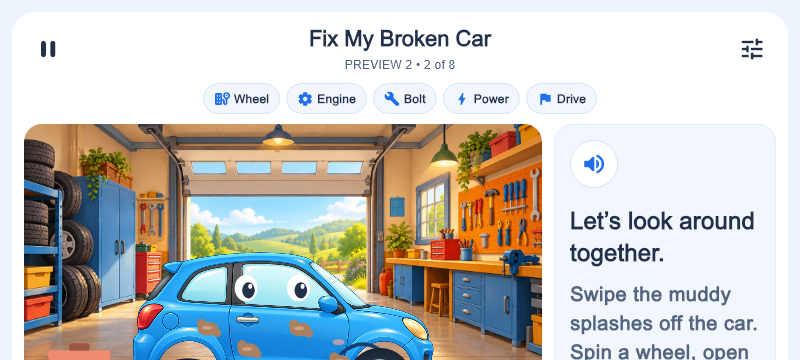 Fix My Broken Car
PREVIEW 2 • 2 of 8
Wheel Engine Bolt Power Drive
Let’s look around
together.
Swipe the muddy
splashes off the car.
Spin a wheel, open